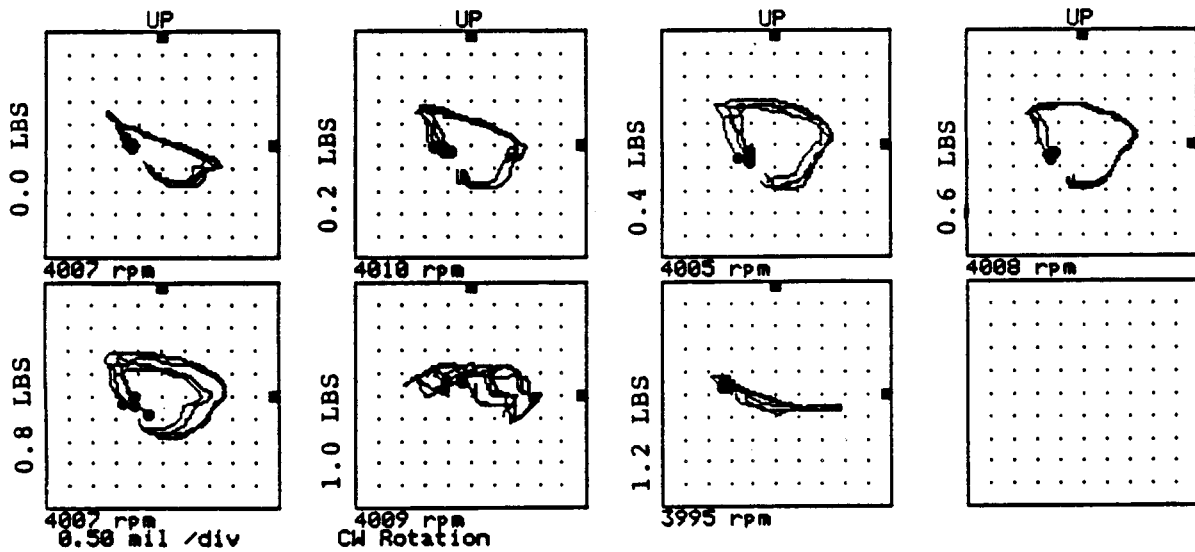 UP UP UP UP
0.0 LBS 0.2 LBS 0.4 LBS 0.6 LBS
4007 rpm 4010 rpm 4005 rpm 4008 rpm
0.8 LBS 1.0 LBS 1.2 LBS
4007 rpm 4009 rpm 3995 rpm
0.50 mil /div CW Rotation